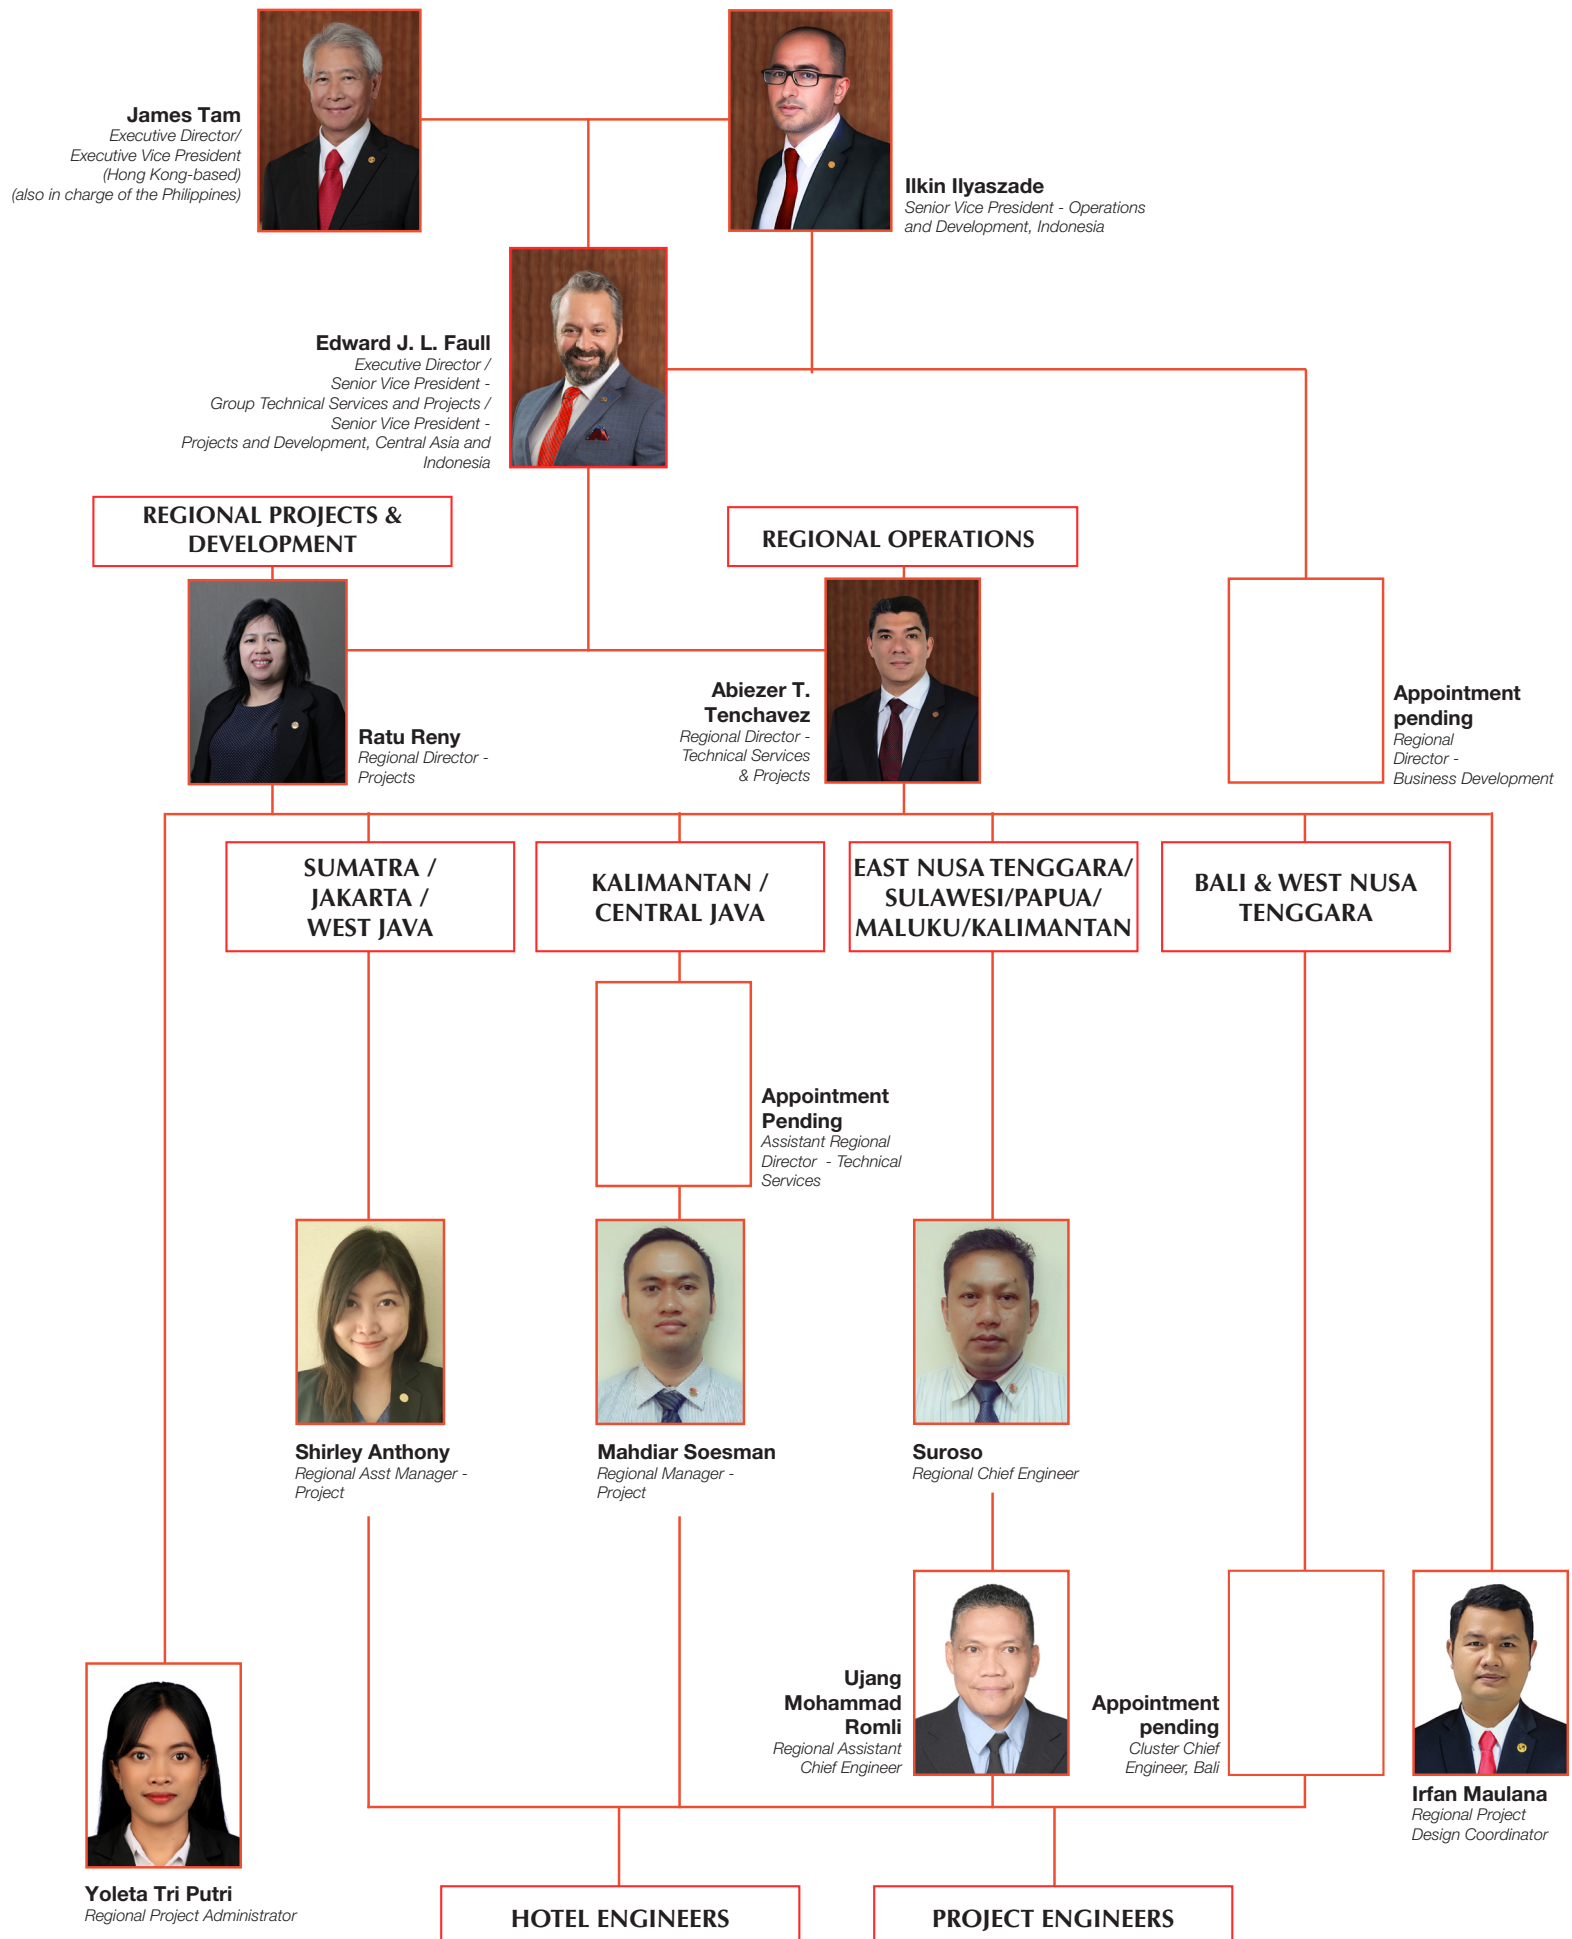 James Tam
Executive Director/
Executive Vice President
(Hong Kong-based)
(also in charge of the Philippines)
Ilkin Ilyaszade
Senior Vice President - Operations
and Development, Indonesia
Edward J. L. Faull
Executive Director /
Senior Vice President -
Group Technical Services and Projects /
Senior Vice President -
Projects and Development, Central Asia and
Indonesia
REGIONAL PROJECTS &
DEVELOPMENT
REGIONAL OPERATIONS
Ratu Reny
Regional Director -
Projects
Abiezer T.
Tenchavez
Regional Director -
Technical Services
& Projects
Appointment
pending
Regional
Director -
Business Development
SUMATRA /
JAKARTA /
WEST JAVA
KALIMANTAN /
CENTRAL JAVA
EAST NUSA TENGGARA/
SULAWESI/PAPUA/
MALUKU/KALIMANTAN
BALI & WEST NUSA
TENGGARA
Appointment
Pending
Assistant Regional
Director - Technical
Services
Shirley Anthony
Regional Asst Manager -
Project
Mahdiar Soesman
Regional Manager -
Project
Suroso
Regional Chief Engineer
Ujang
Mohammad
Romli
Regional Assistant
Chief Engineer
Appointment
pending
Cluster Chief
Engineer, Bali
Irfan Maulana
Regional Project
Design Coordinator
Yoleta Tri Putri
Regional Project Administrator
HOTEL ENGINEERS
PROJECT ENGINEERS